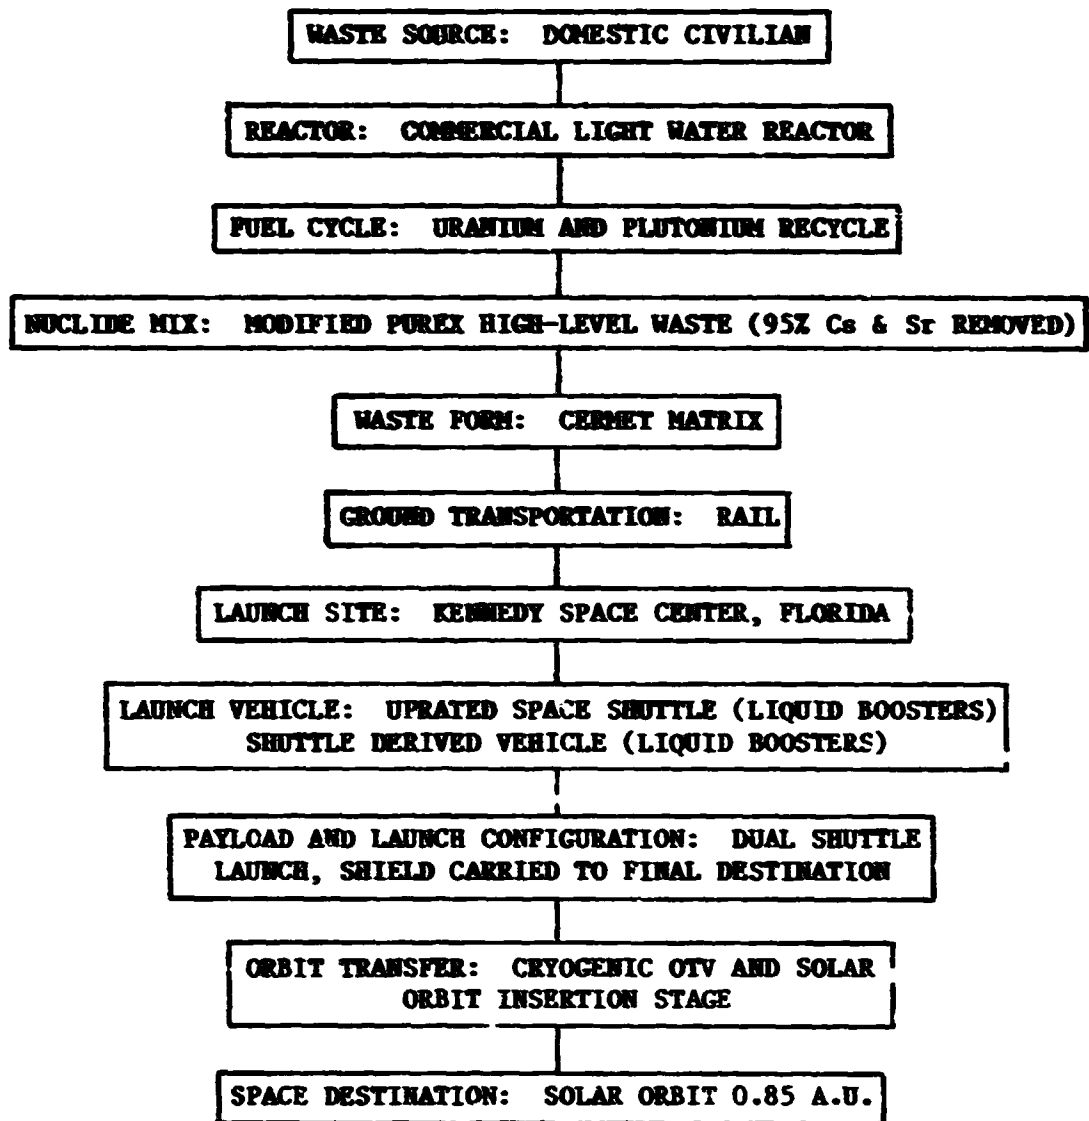 WASTE SOURCE: DOMESTIC CIVILIAN
REACTOR: COMMERCIAL LIGHT WATER REACTOR
FUEL CYCLE: URANIUM AND PLUTONIUM RECYCLE
NUCLIDE MIX: MODIFIED PUREX HIGH-LEVEL WASTE (95% Cs & Sr REMOVED)
WASTE FORM: CERMET MATRIX
GROUND TRANSPORTATION: RAIL
LAUNCH SITE: KENNEDY SPACE CENTER, FLORIDA
LAUNCH VEHICLE: UPRATED SPACE SHUTTLE (LIQUID BOOSTERS)
SHUTTLE DERIVED VEHICLE (LIQUID BOOSTERS)
PAYLOAD AND LAUNCH CONFIGURATION: DUAL SHUTTLE
LAUNCH, SHIELD CARRIED TO FINAL DESTINATION
ORBIT TRANSFER: CRYOGENIC OTV AND SOLAR
ORBIT INSERTION STAGE
SPACE DESTINATION: SOLAR ORBIT 0.85 A.U.